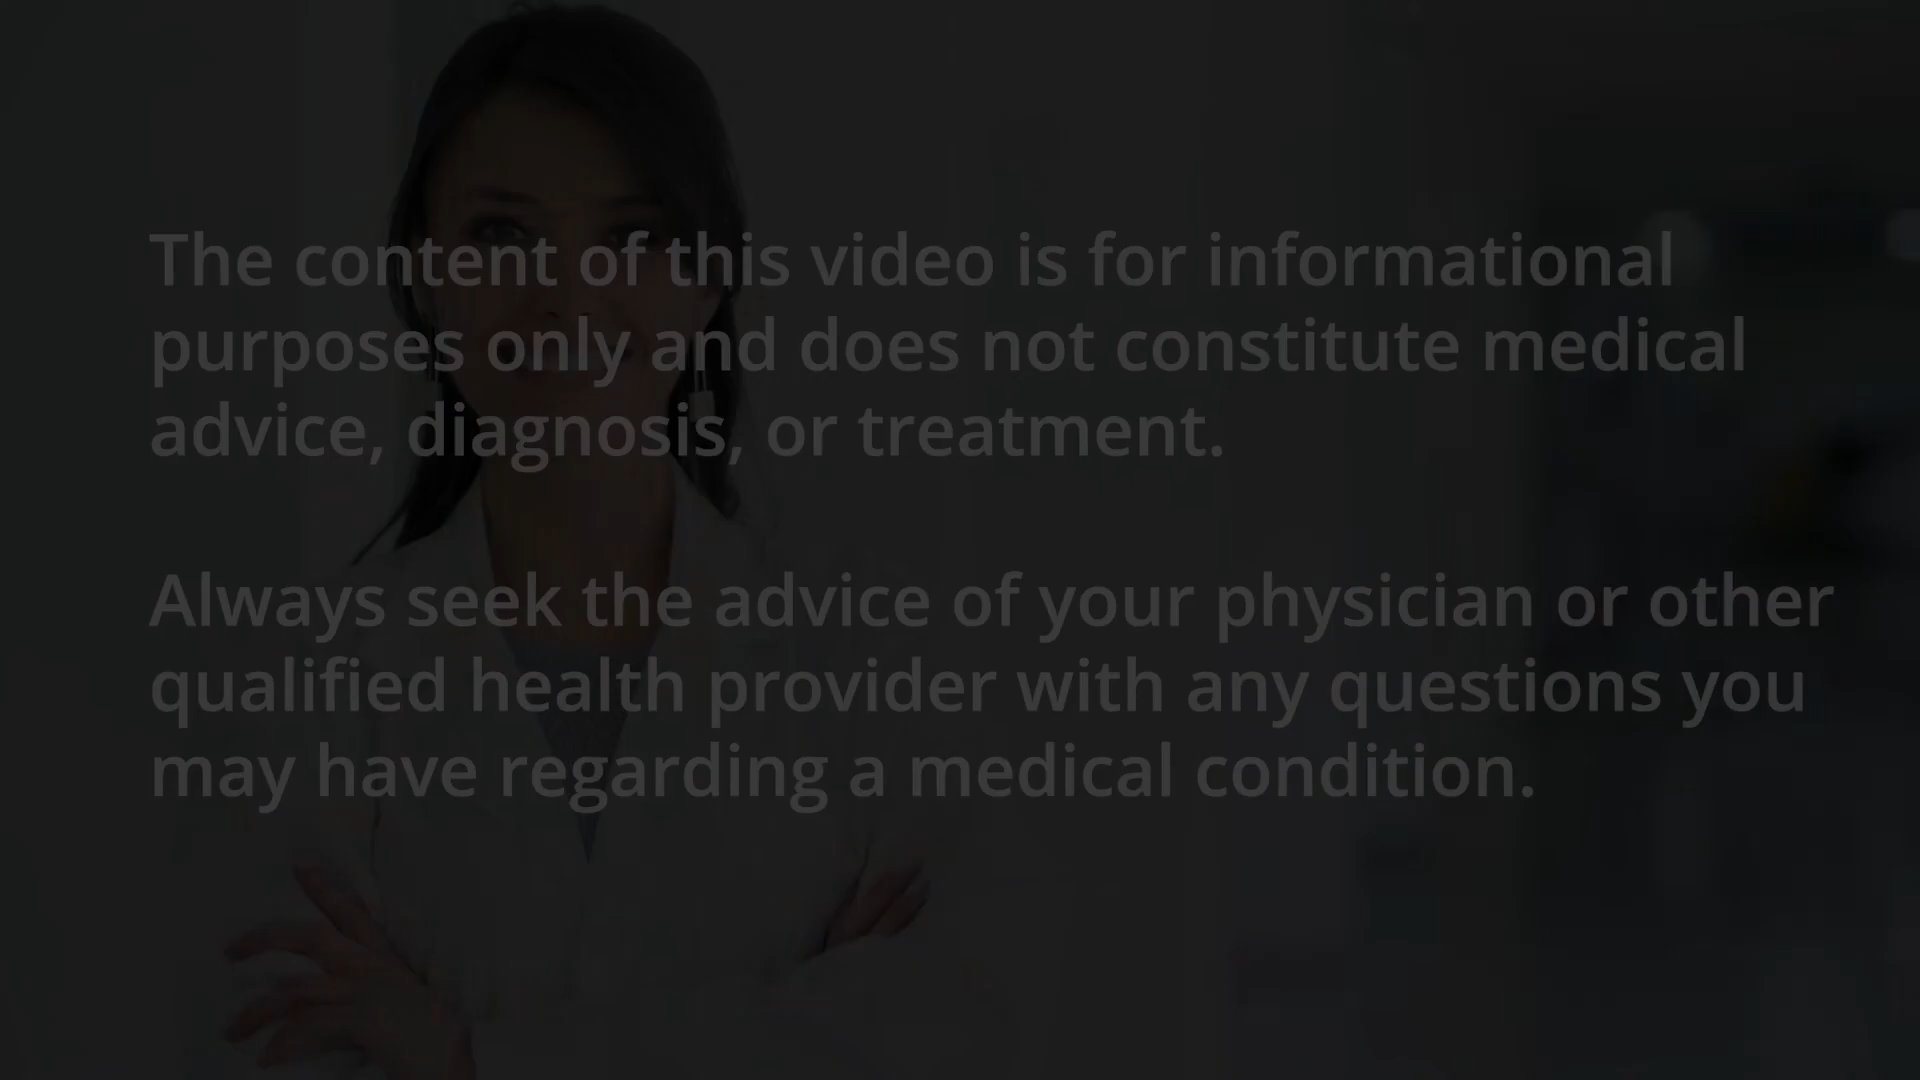 The content of this video is for informational
purposes only and does not constitute medical
advice, diagnosis, or treatment.
Always seek the advice of your physician or other
qualified health provider with any questions you
may have regarding a medical condition.